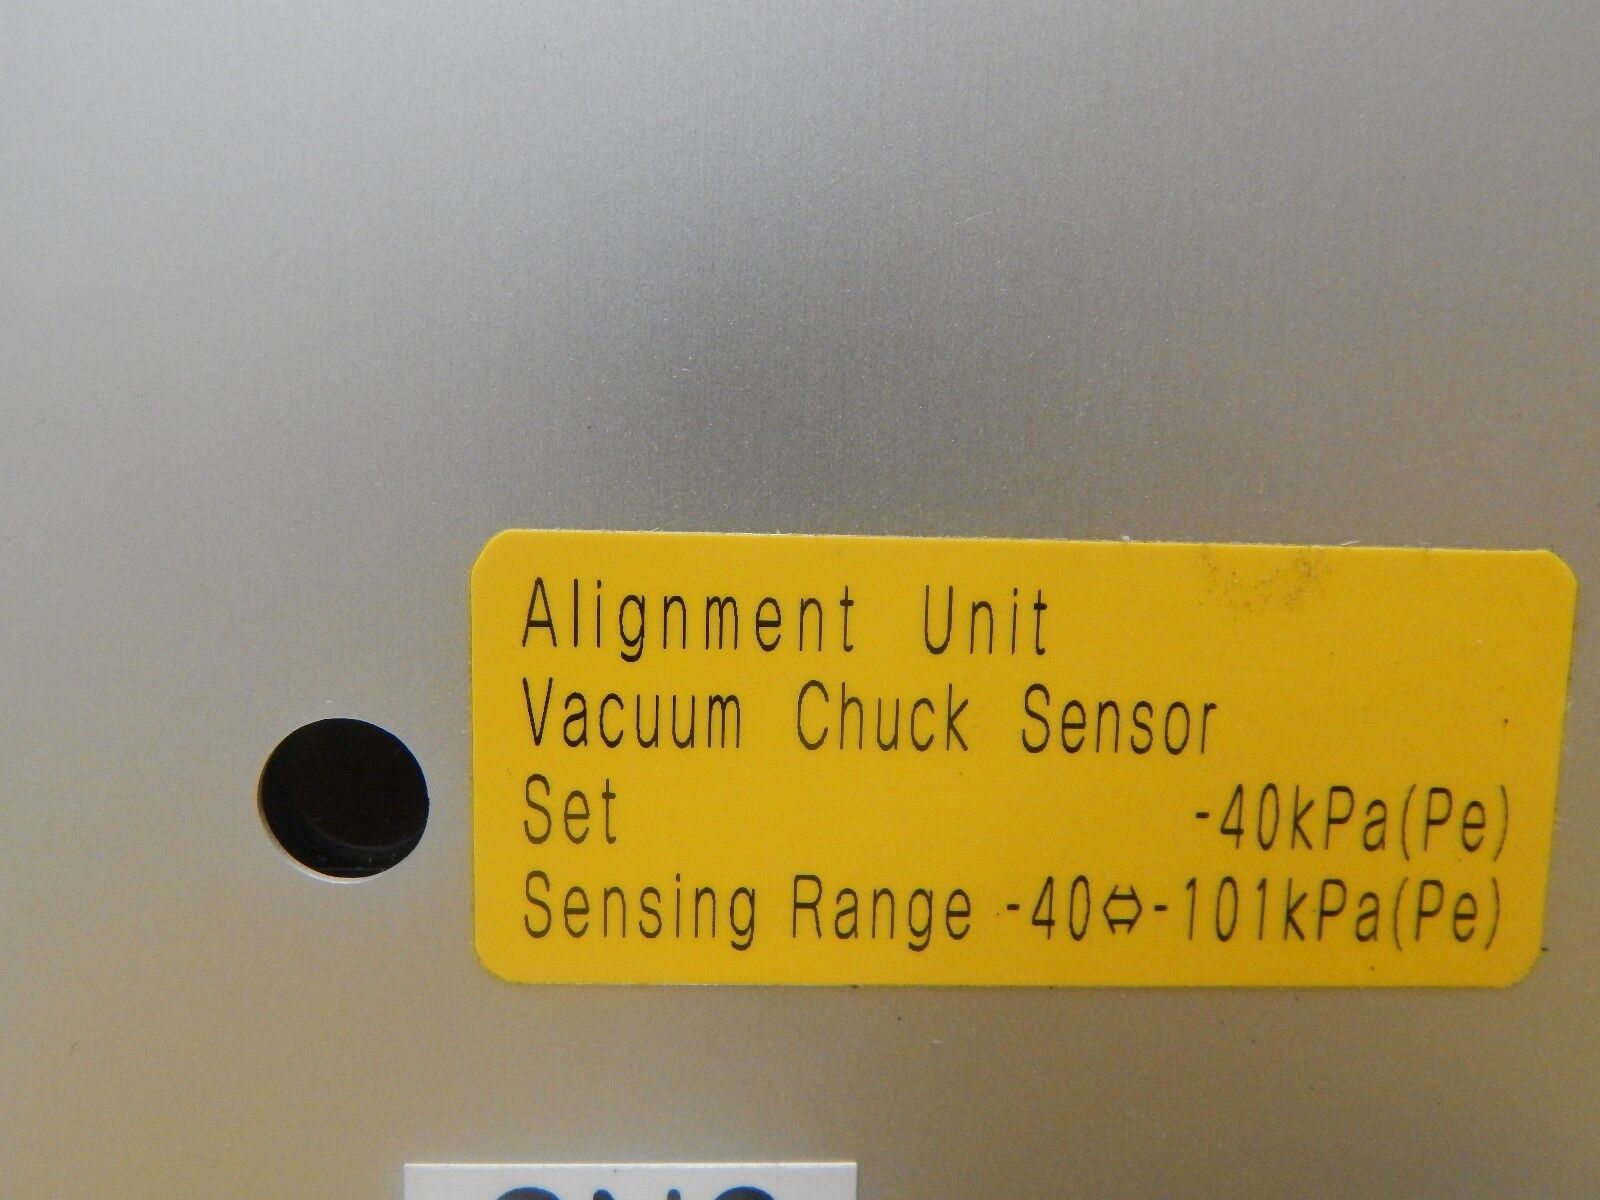 Alignment Unit
Vacuum Chuck Sensor
Set -40kPa(Pe)
Sensing Range -40⇔-101kPa(Pe)